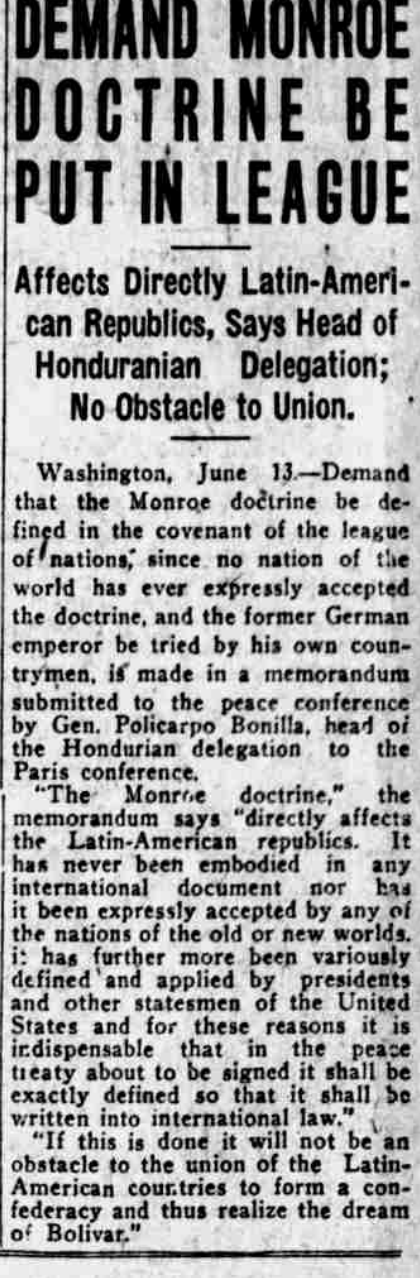 DEMAND MONROE
DOCTRINE BE
PUT IN LEAGUE
Affects Directly Latin-Ameri-
can Republics, Says Head of
Honduranian Delegation;
No Obstacle to Union.
Washington, June 13.—Demand
that the Monroe doctrine be de-
fined in the covenant of the league
of nations, since no nation of the
world has ever expressly accepted
the doctrine, and the former German
emperor be tried by his own coun-
trymen, is made in a memorandum
submitted to the peace conference
by Gen. Policarpo Bonilla, head of
the Hondurian delegation to the
Paris conference.
"The Monroe doctrine," the
memorandum says "directly affects
the Latin-American republics. It
has never been embodied in any
international document nor has
it been expressly accepted by any of
the nations of the old or new worlds.
it has further more been variously
defined and applied by presidents
and other statesmen of the United
States and for these reasons it is
indispensable that in the peace
treaty about to be signed it shall be
exactly defined so that it shall be
written into international law."
"If this is done it will not be an
obstacle to the union of the Latin-
American countries to form a con-
federacy and thus realize the dream
of Bolivar."